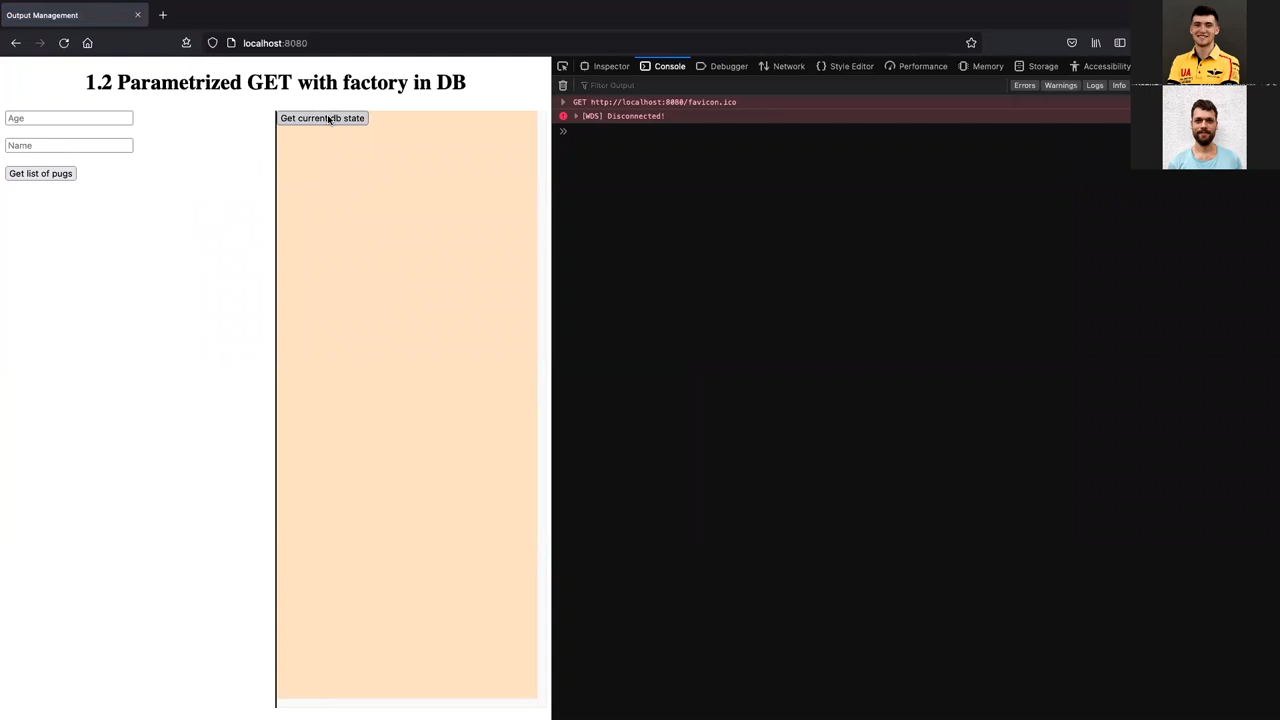 Output Management
localhost:8080
1.2 Parametrized GET with factory in DB
Age
Name
Get list of pugs
Get current db state
Inspector
Console
Debugger
Network
Style Editor
Performance
Memory
Storage
Accessibility
Filter Output
Errors
Warnings
Logs
Info
GET http://localhost:8080/favicon.ico
[WDS] Disconnected!
UA